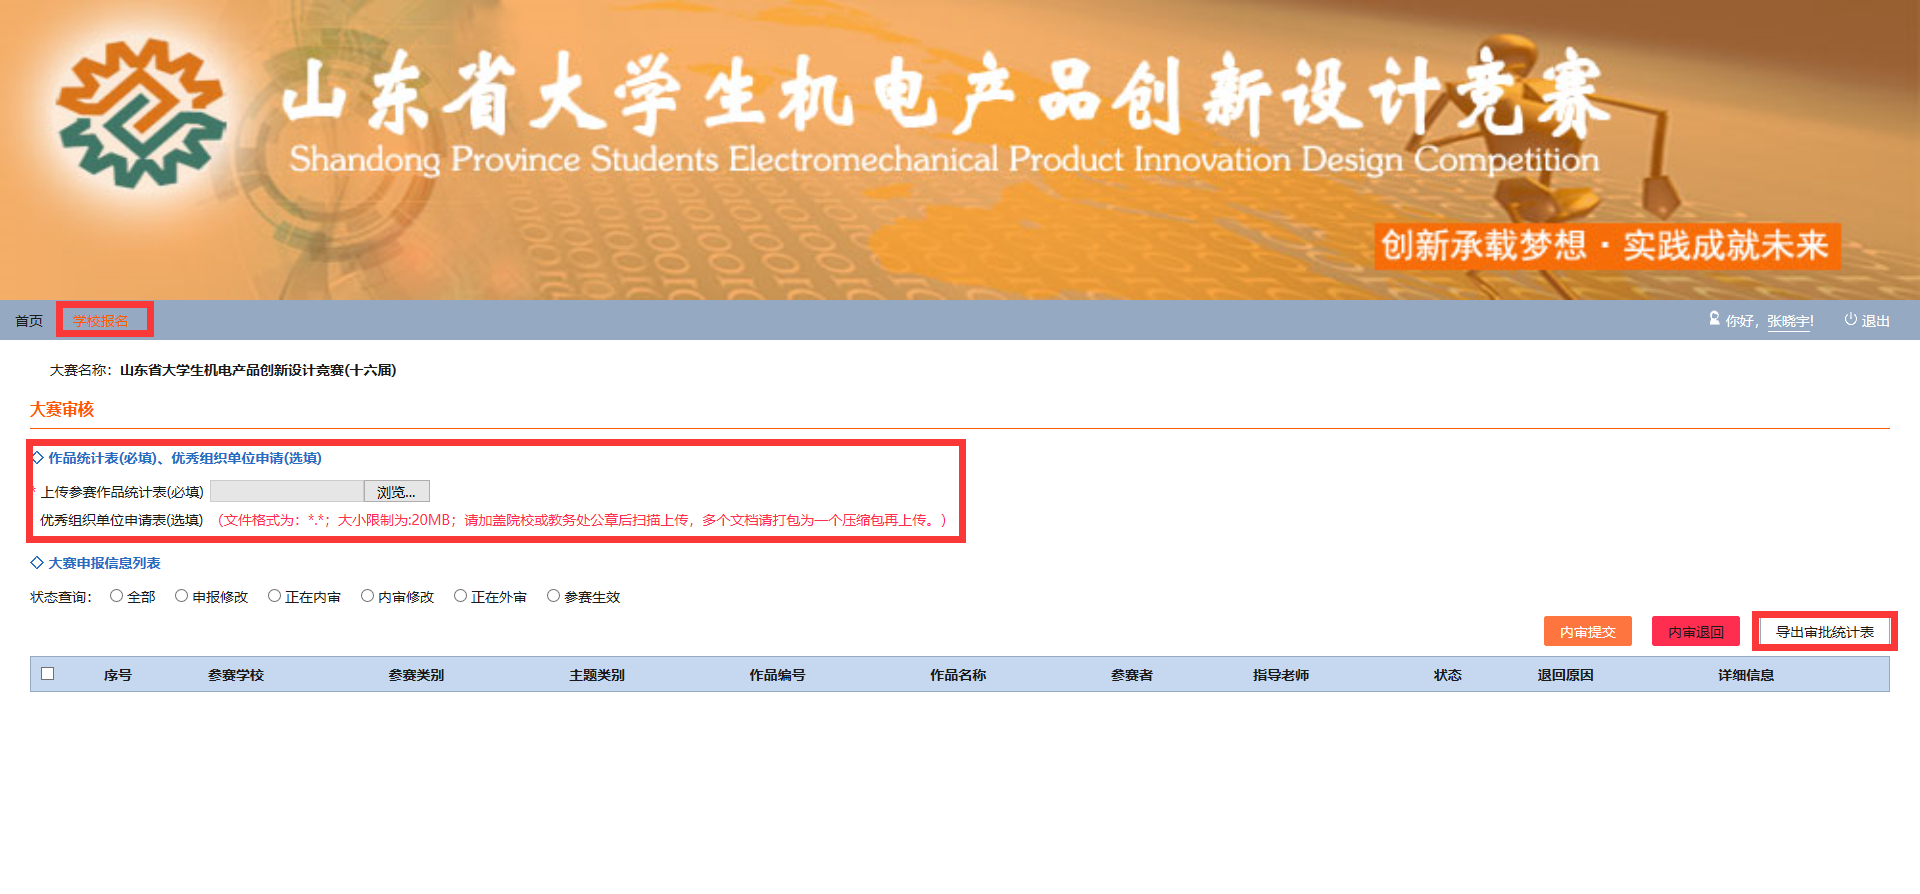 山东省大学生机电产品创新设计竞赛
Shandong Province Students Electromechanical Product Innovation Design Competition
创新承载梦想·实践成就未来
首页 学校报名 你好，张晓宇! 退出
大赛名称：山东省大学生机电产品创新设计竞赛(十六届)
大赛审核
◇ 作品统计表(必填)、优秀组织单位申请(选填)
* 上传参赛作品统计表(必填) 浏览...
优秀组织单位申请表(选填) （文件格式为：*.*；大小限制为:20MB；请加盖院校或教务处公章后扫描上传，多个文档请打包为一个压缩包再上传。）
◇ 大赛申报信息列表
状态查询： 全部 申报修改 正在内审 内审修改 正在外审 参赛生效
内审提交 内审退回 导出审批统计表
序号 参赛学校 参赛类别 主题类别 作品编号 作品名称 参赛者 指导老师 状态 退回原因 详细信息